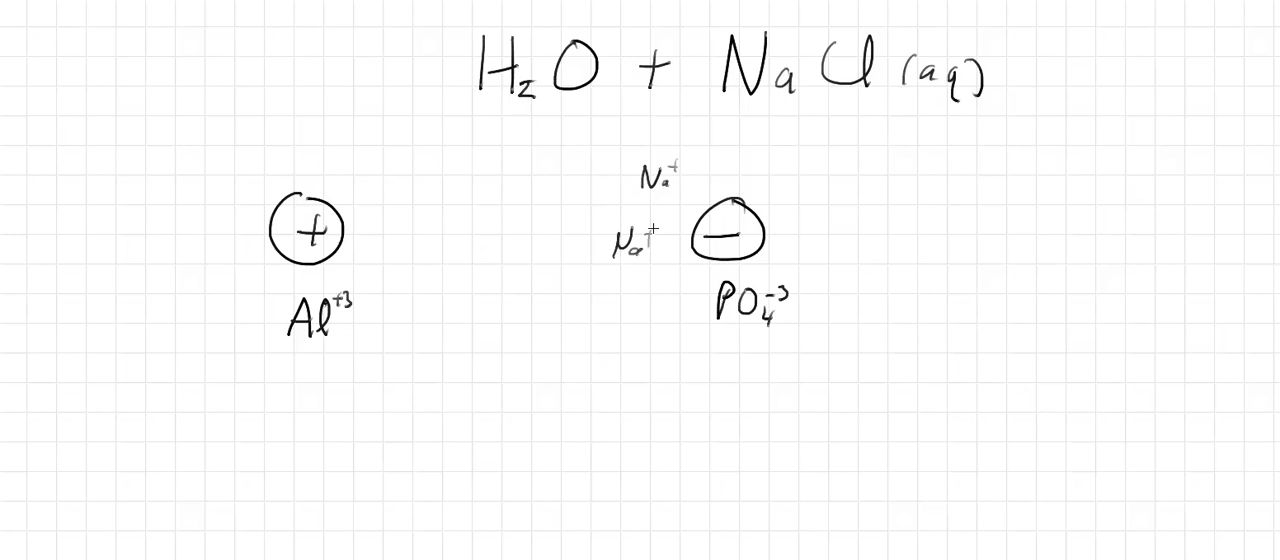 H₂O + NaCl (aq)
Na⁺
+
Na⁺
−
Al⁺³
PO₄⁻³